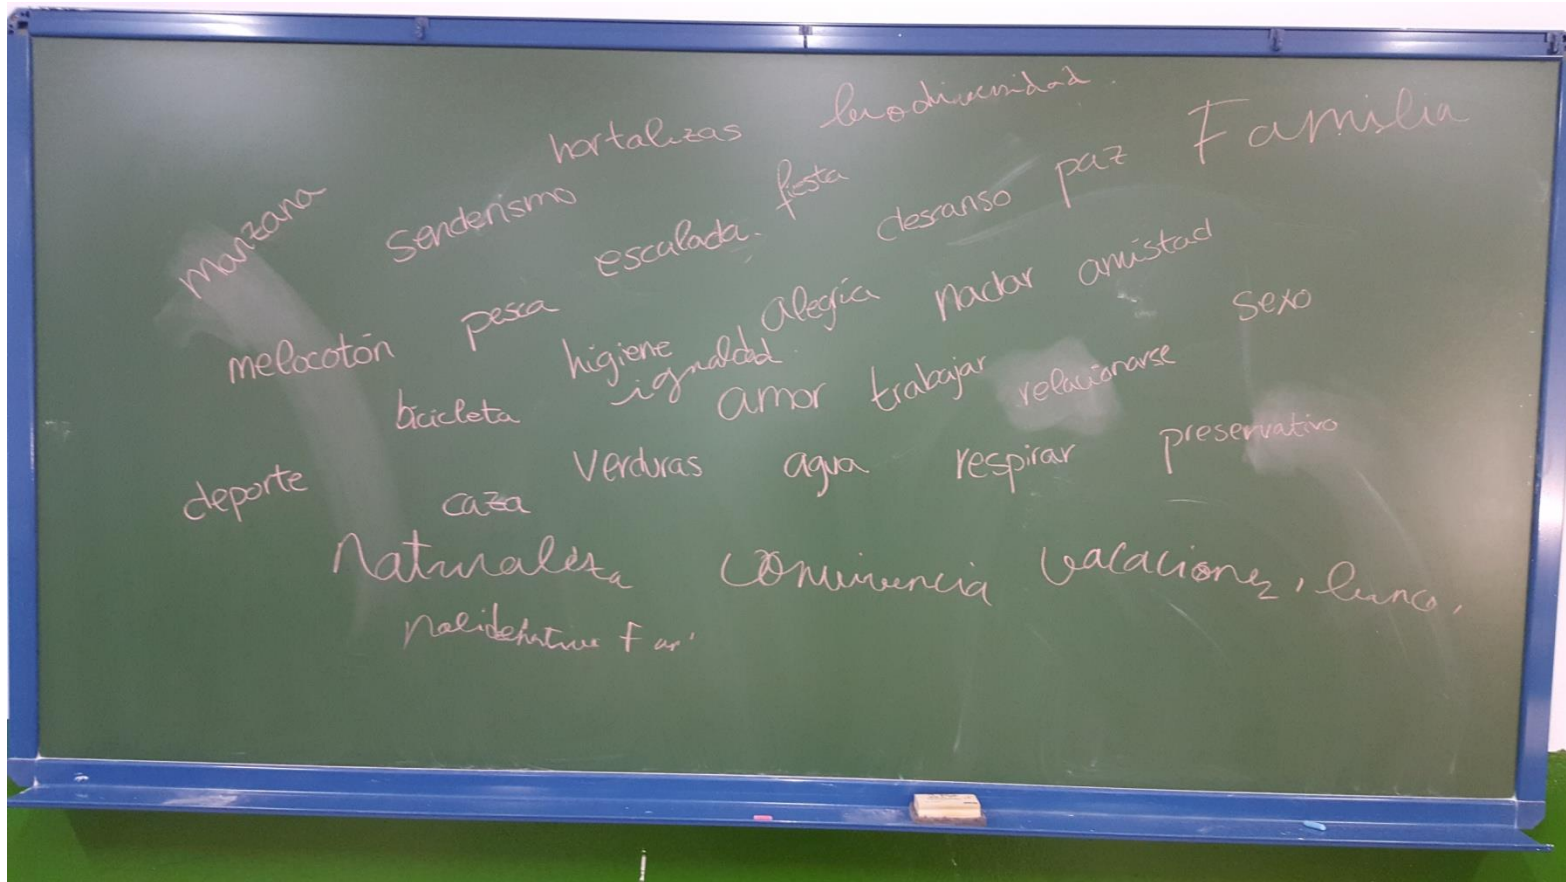 hortalizas
Familia
manzana
senderismo
escalada.
fiesta
descanso
paz
melocotón
pesca
higiene
igualdad
alegría
nadar
amistad
sexo
bicicleta
amor
trabajar
relacionarse
deporte
caza
verduras
agua
respirar
preservativo
Naturaleza
convivencia
vacaciones,